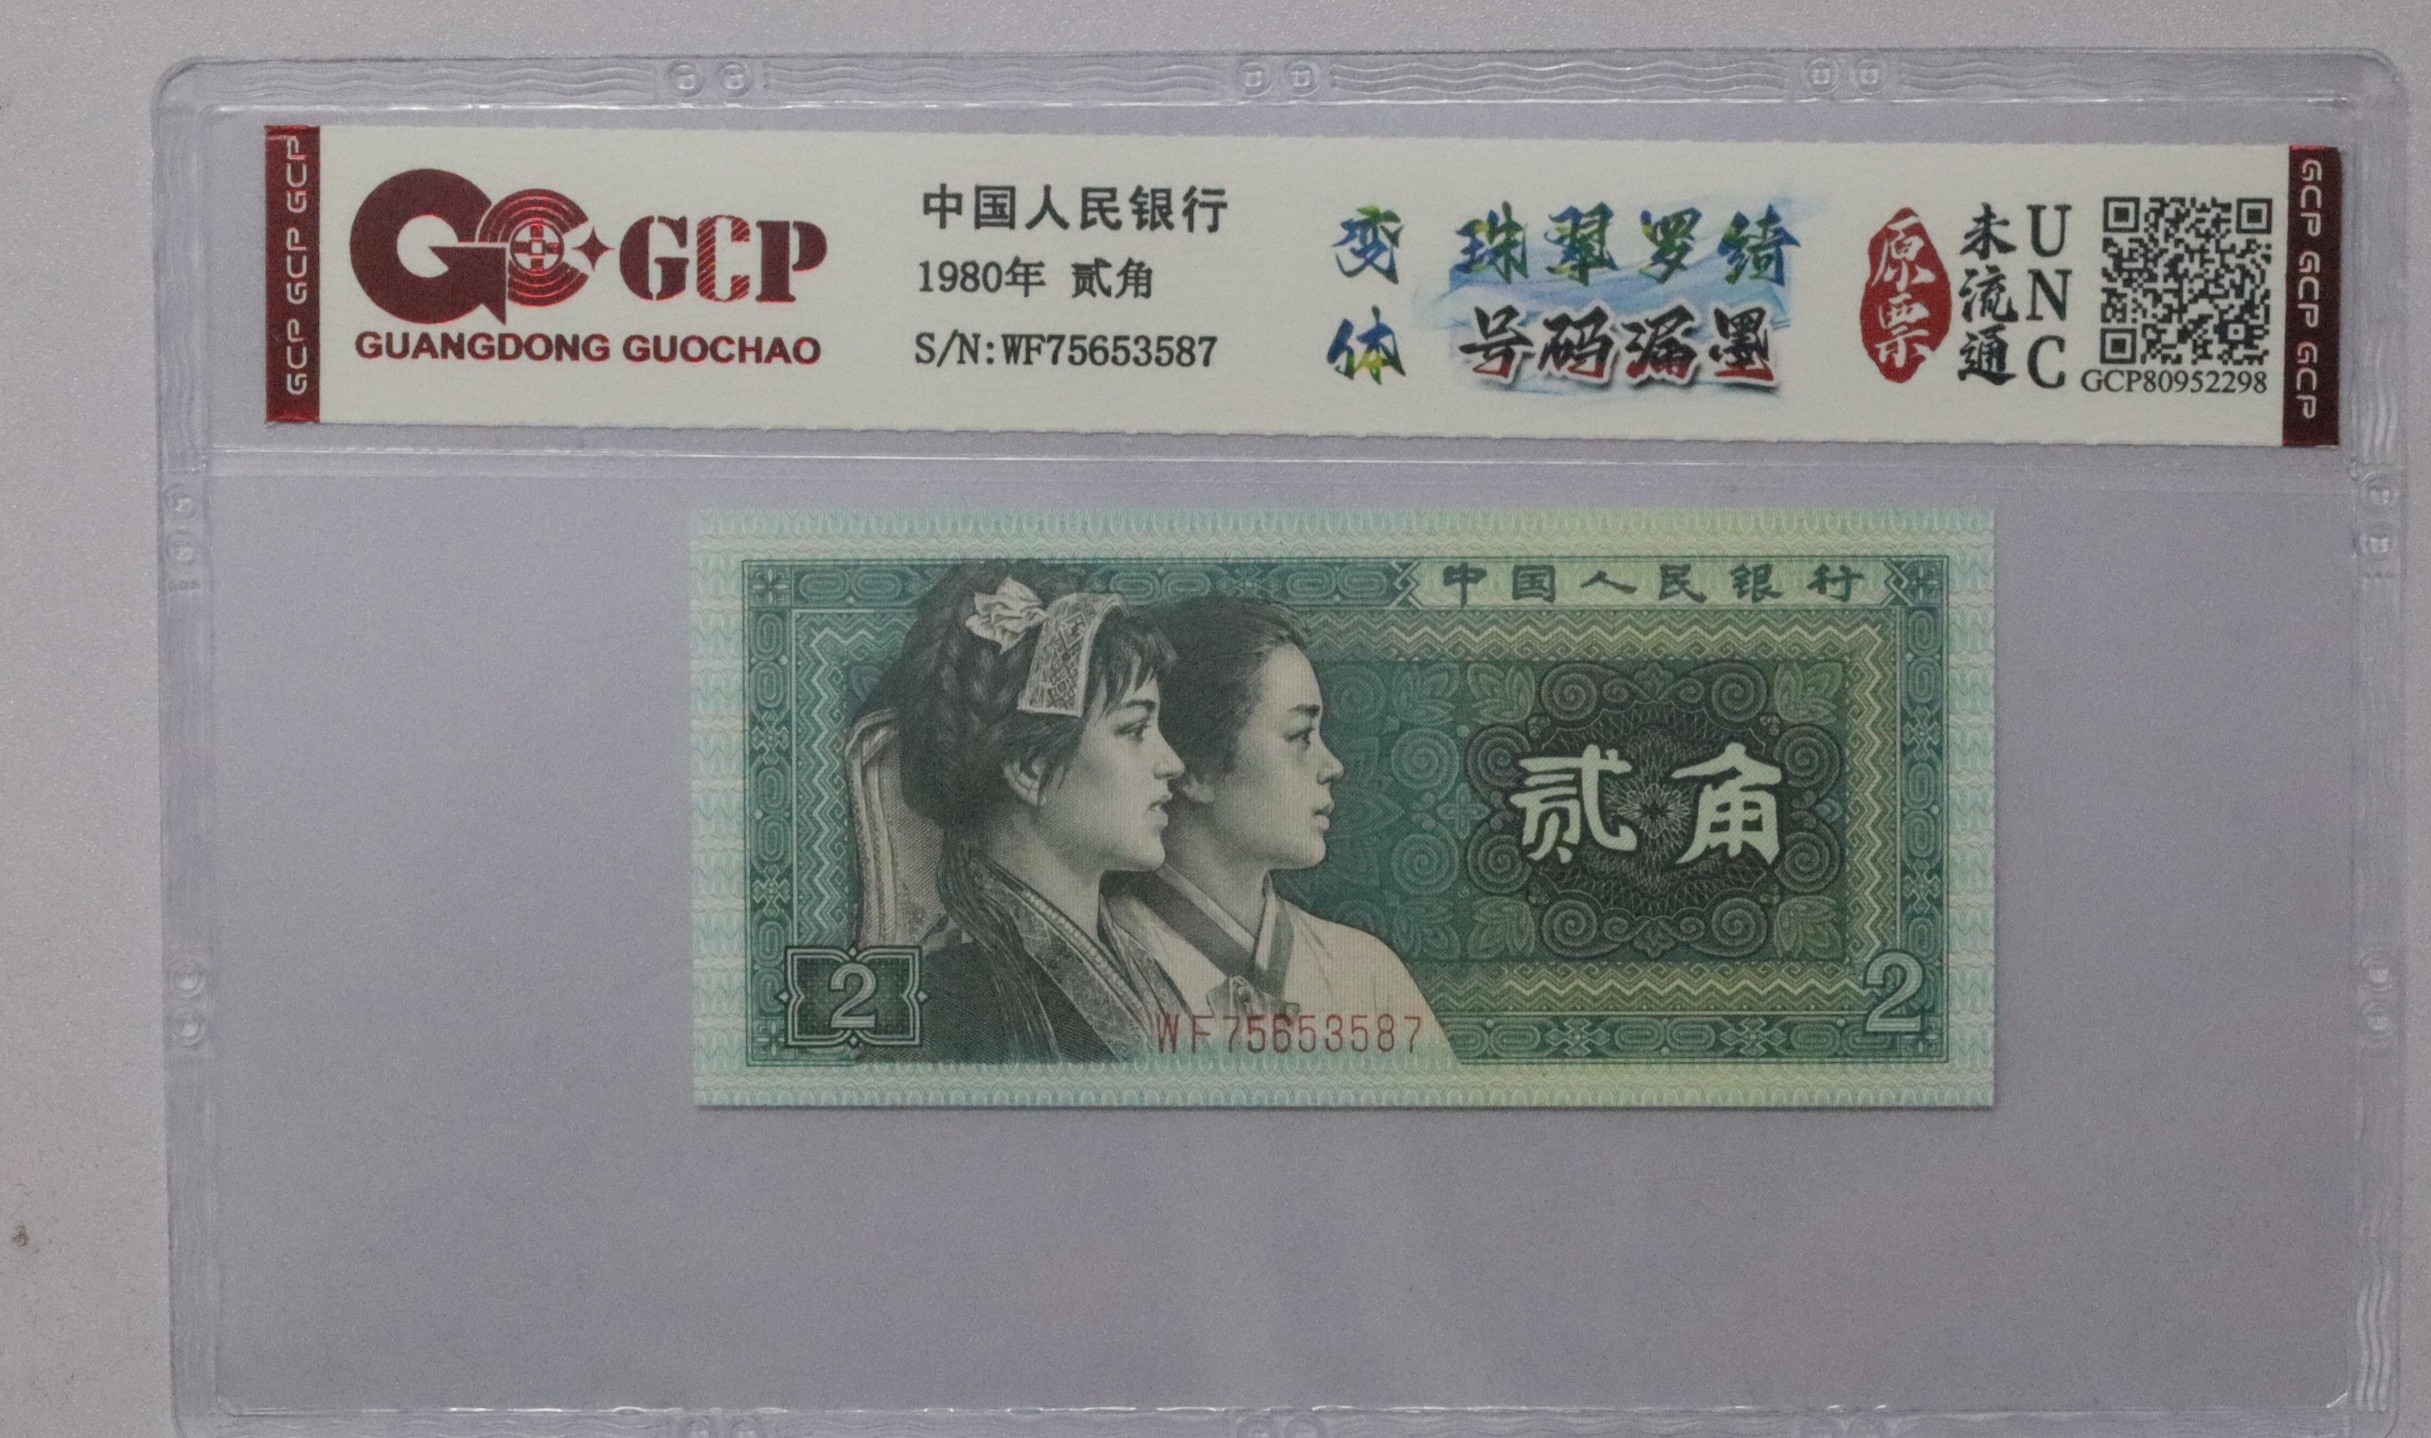 GCP GCP GCP
GCP
GUANGDONG GUOCHAO
中国人民银行
1980年 贰角
S/N:WF75653587
变体
珠翠罗绮
号码漏墨
原票
未流通
UNC
GCP80952298
GCP GCP GCP
中国人民银行
贰角
2
2
WF75653587